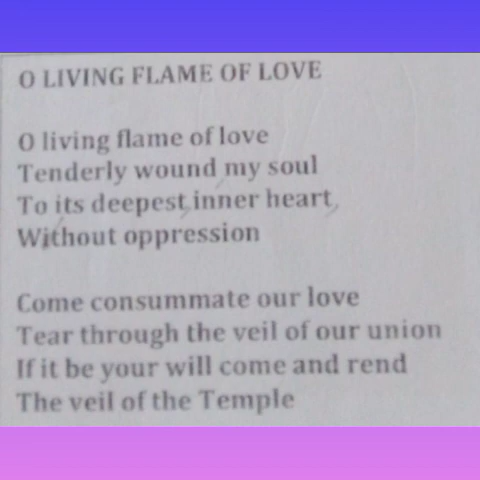 O LIVING FLAME OF LOVE
O living flame of love
Tenderly wound my soul
To its deepest inner heart
Without oppression
Come consummate our love
Tear through the veil of our union
If it be your will come and rend
The veil of the Temple